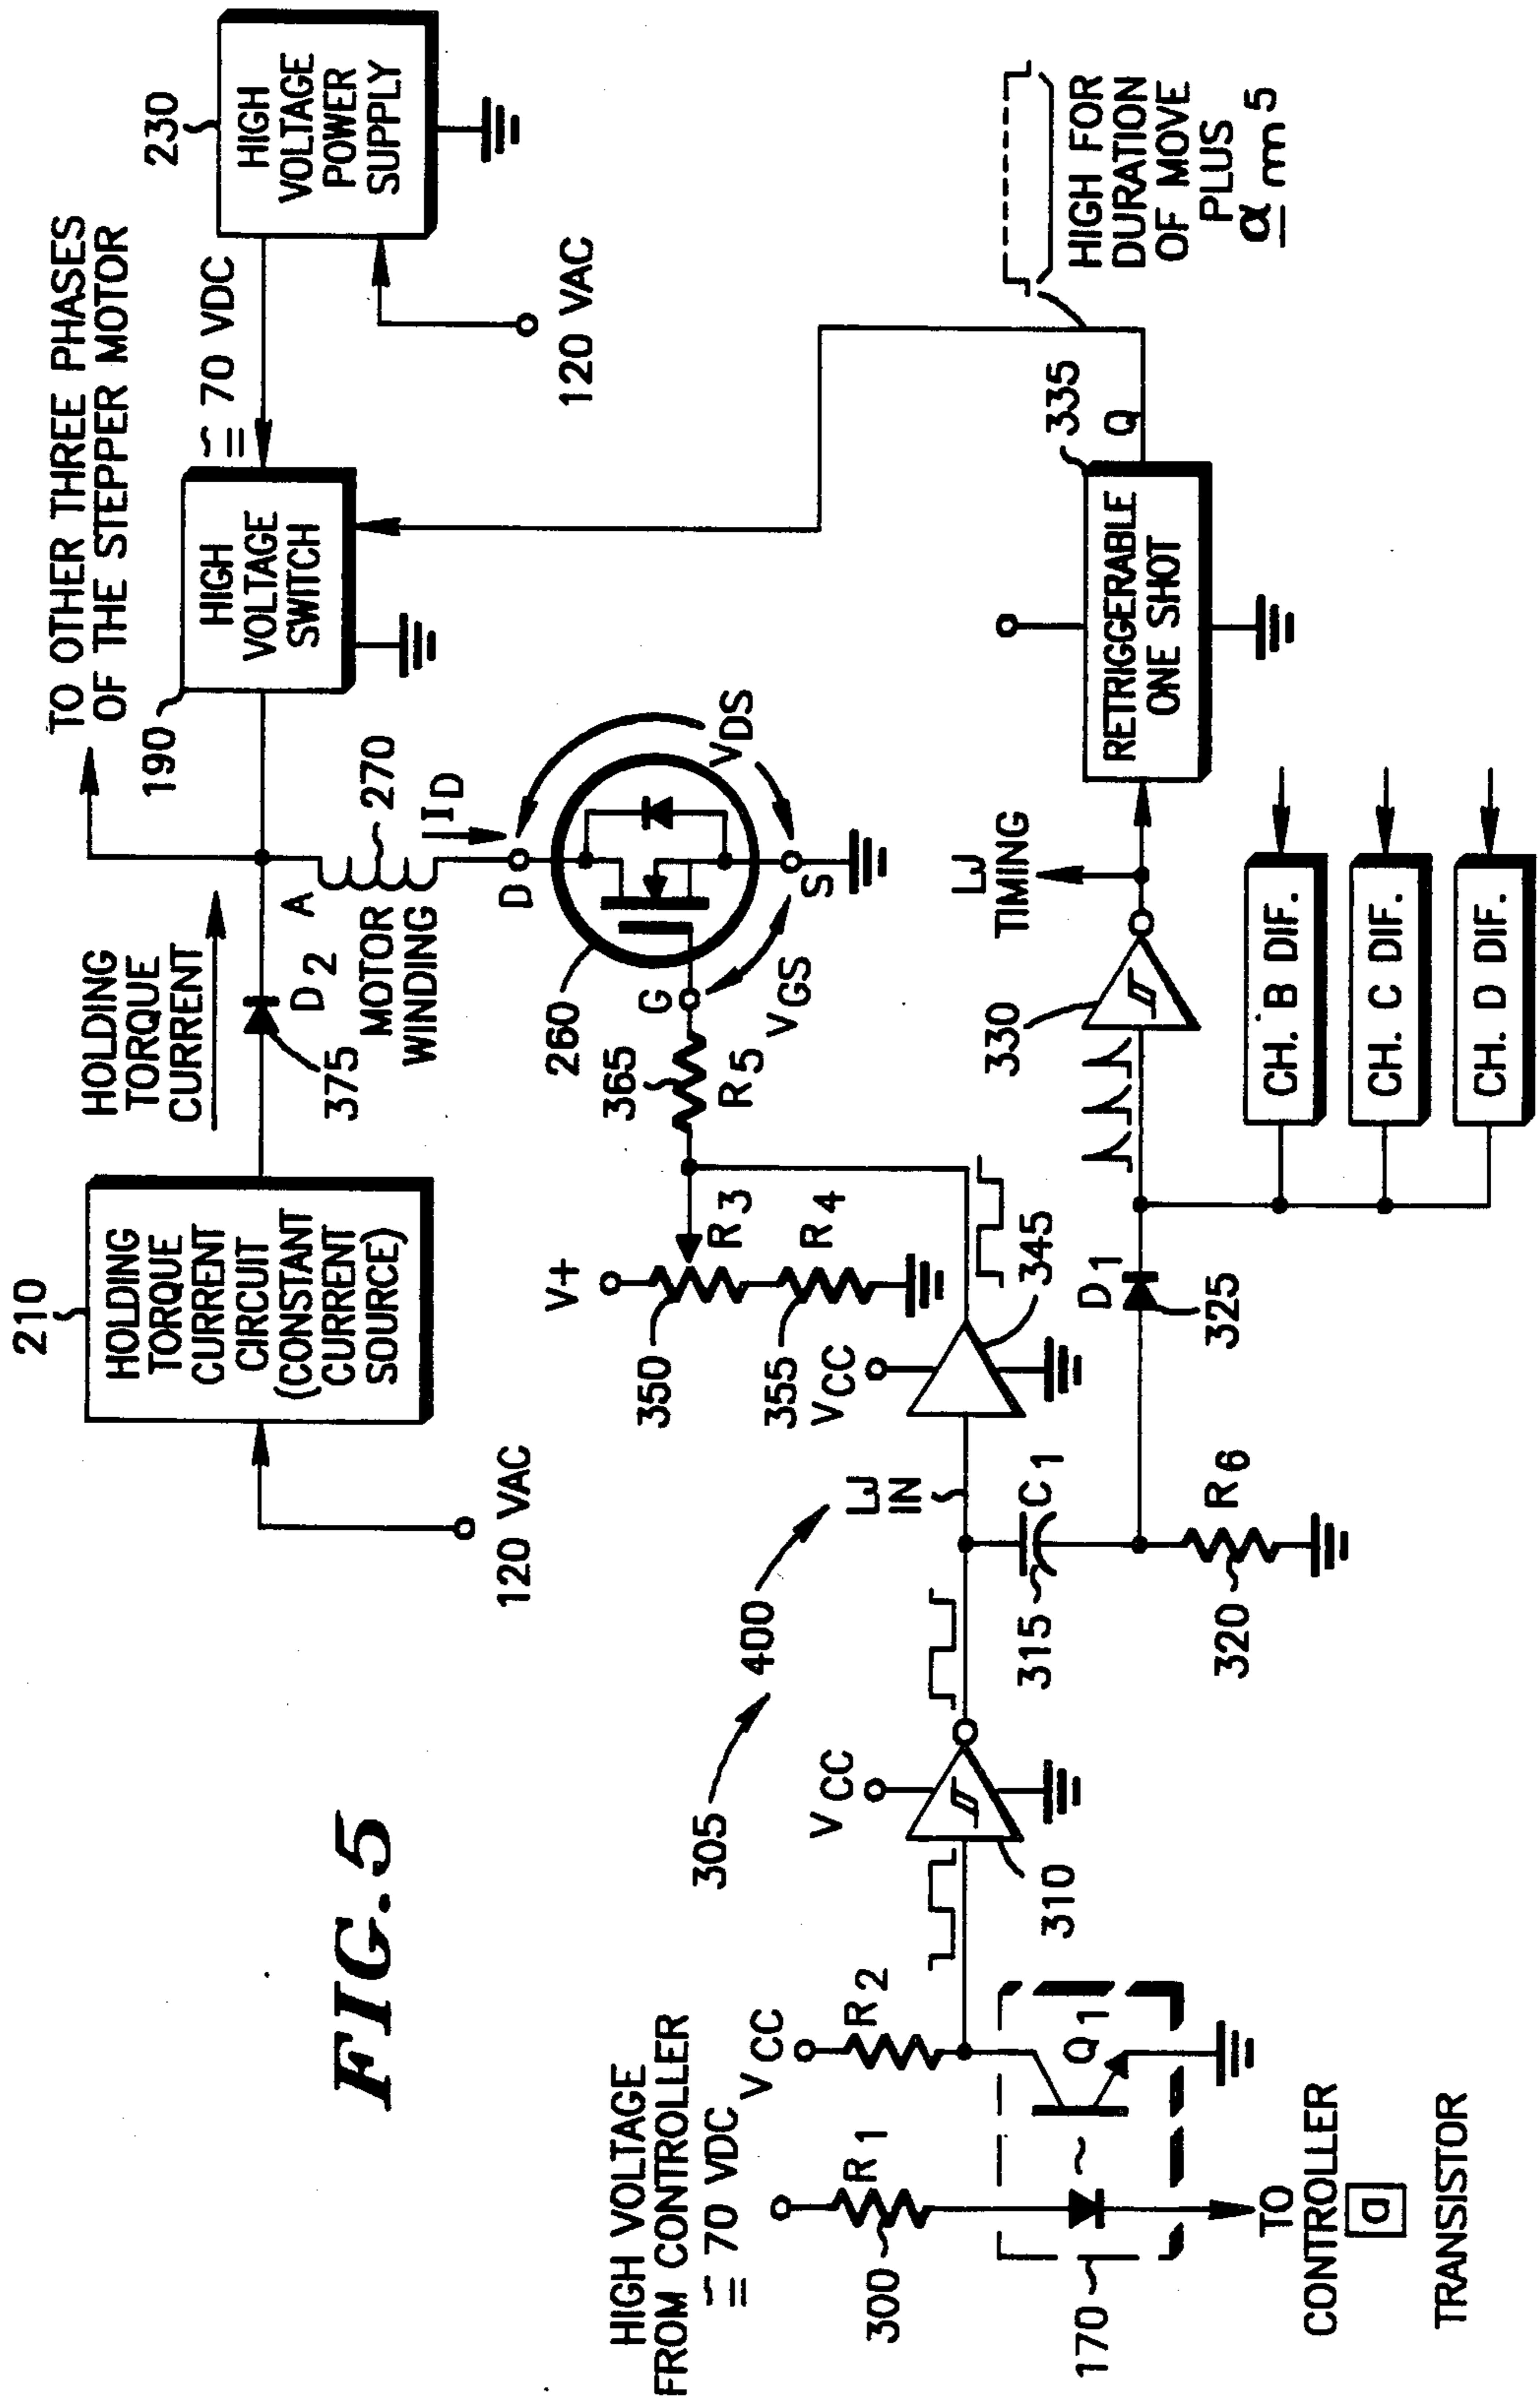 FIG. 5
210
HOLDING
TORQUE
CURRENT
CIRCUIT
(CONSTANT
CURRENT
SOURCE)
120 VAC
HOLDING
TORQUE
CURRENT
375
D2
TO OTHER THREE PHASES
OF THE STEPPER MOTOR
190
HIGH
VOLTAGE
SWITCH
≅ 70 VDC
230
HIGH
VOLTAGE
POWER
SUPPLY
120 VAC
A
270
MOTOR
WINDING
ID
D
260
G
S
VDS
VGS
365
R5
V+
350
R3
355
R4
VCC
345
305
400
IN
VCC
310
315
C1
320
R6
D1
325
330
TIMING
335
RETRIGGERABLE
ONE SHOT
Q
HIGH FOR
DURATION
OF MOVE
PLUS
α m5
CH. B DIF.
CH. C DIF.
CH. D DIF.
HIGH VOLTAGE
FROM CONTROLLER
≅ 70 VDC
VCC
R1
R2
300
170
Q1
TO
CONTROLLER
a
TRANSISTOR